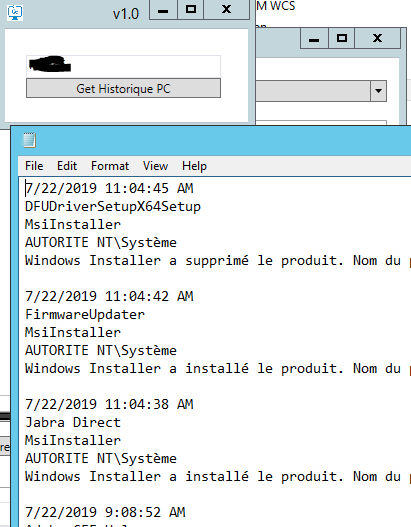 v1.0
M WCS
Get Historique PC
File Edit Format View Help
7/22/2019 11:04:45 AM
DFUDriverSetupX64Setup
MsiInstaller
AUTORITE NT\Système
Windows Installer a supprimé le produit. Nom du
7/22/2019 11:04:42 AM
FirmwareUpdater
MsiInstaller
AUTORITE NT\Système
Windows Installer a installé le produit. Nom du
7/22/2019 11:04:38 AM
Jabra Direct
MsiInstaller
AUTORITE NT\Système
Windows Installer a installé le produit. Nom du
7/22/2019 9:08:52 AM